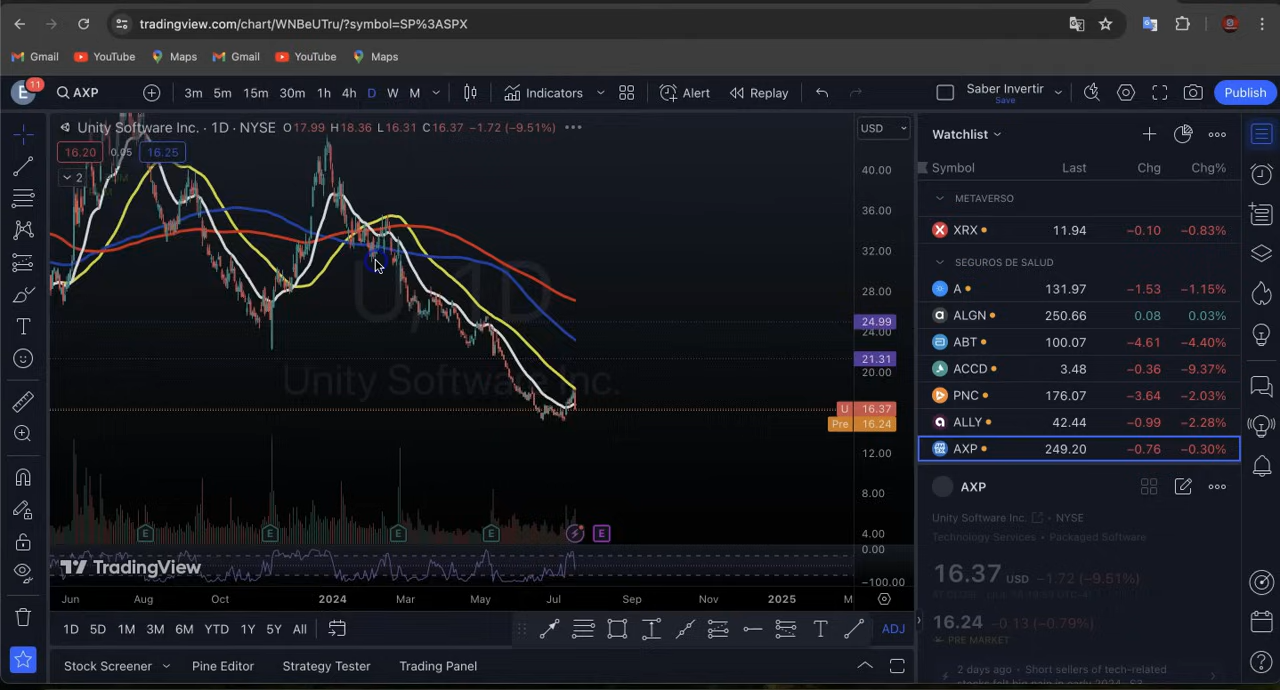 tradingview.com/chart/WNBeUTru/?symbol=SP%3ASPX
Gmail YouTube Maps Gmail YouTube Maps
E 11 AXP 3m 5m 15m 30m 1h 4h D W M Indicators Alert Replay Saber Invertir Save Publish
Unity Software Inc. · 1D · NYSE O17.99 H18.36 L16.31 C16.37 −1.72 (−9.51%)
USD
16.20 0.05 16.25
2
U, 1D
Unity Software Inc.
40.00
36.00
32.00
28.00
24.99
24.00
21.31
20.00
U 16.37
Pre 16.24
12.00
8.00
4.00
0.00
−100.00
E E E E E
TradingView
Jun Aug Oct 2024 Mar May Jul Sep Nov 2025 M
1D 5D 1M 3M 6M YTD 1Y 5Y All ADJ
Stock Screener Pine Editor Strategy Tester Trading Panel
Watchlist
Symbol Last Chg Chg%
METAVERSO
XRX 11.94 −0.10 −0.83%
SEGUROS DE SALUD
A 131.97 −1.53 −1.15%
ALGN 250.66 0.08 0.03%
ABT 100.07 −4.61 −4.40%
ACCD 3.48 −0.36 −9.37%
PNC 176.07 −3.64 −2.03%
ALLY 42.44 −0.99 −2.28%
AXP 249.20 −0.76 −0.30%
AXP
Unity Software Inc. · NYSE
Technology Services · Packaged Software
16.37 USD −1.72 (−9.51%)
16.24 −0.13 (−0.79%)
PRE MARKET
2 days ago · Short sellers of tech-related